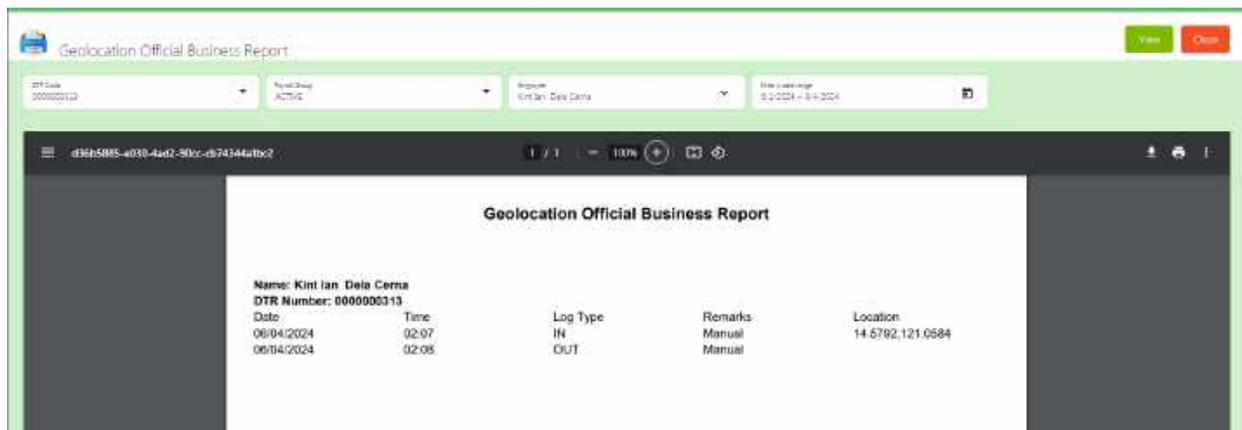 Geolocation Official Business Report
View
Close
DTR Code
Payroll Group
Employee
ACTIVE
Kint Ian Dela Cerna
1 / 1
100%
Geolocation Official Business Report
Name: Kint Ian Dela Cerna
DTR Number: 0000000313
Date Time Log Type Remarks Location
06/04/2024 02:07 IN Manual 14.5792,121.0584
06/04/2024 02:08 OUT Manual